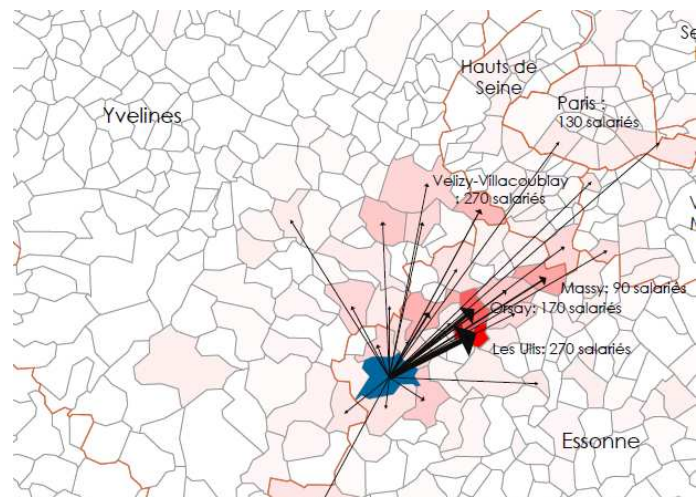 Se
Hauts de
Seine
Yvelines
Paris :
130 salariés
Velizy-Villacoublay
: 270 salariés
V
M
Massy: 90 salariés
Orsay: 170 salariés
Les Ulis: 270 salariés
Essonne